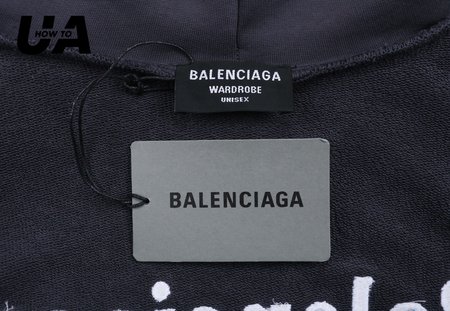 HOW TO
UA
BALENCIAGA
WARDROBE
UNISEX
BALENCIAGA